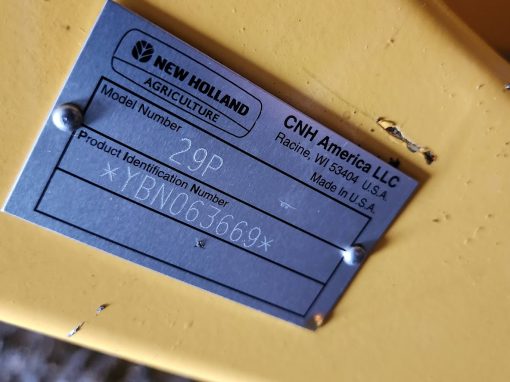 NEW HOLLAND
AGRICULTURE
CNH America LLC
Racine, WI 53404 U.S.A.
Made in U.S.A.
Model Number
29P
Product Identification Number
*YBN063669*